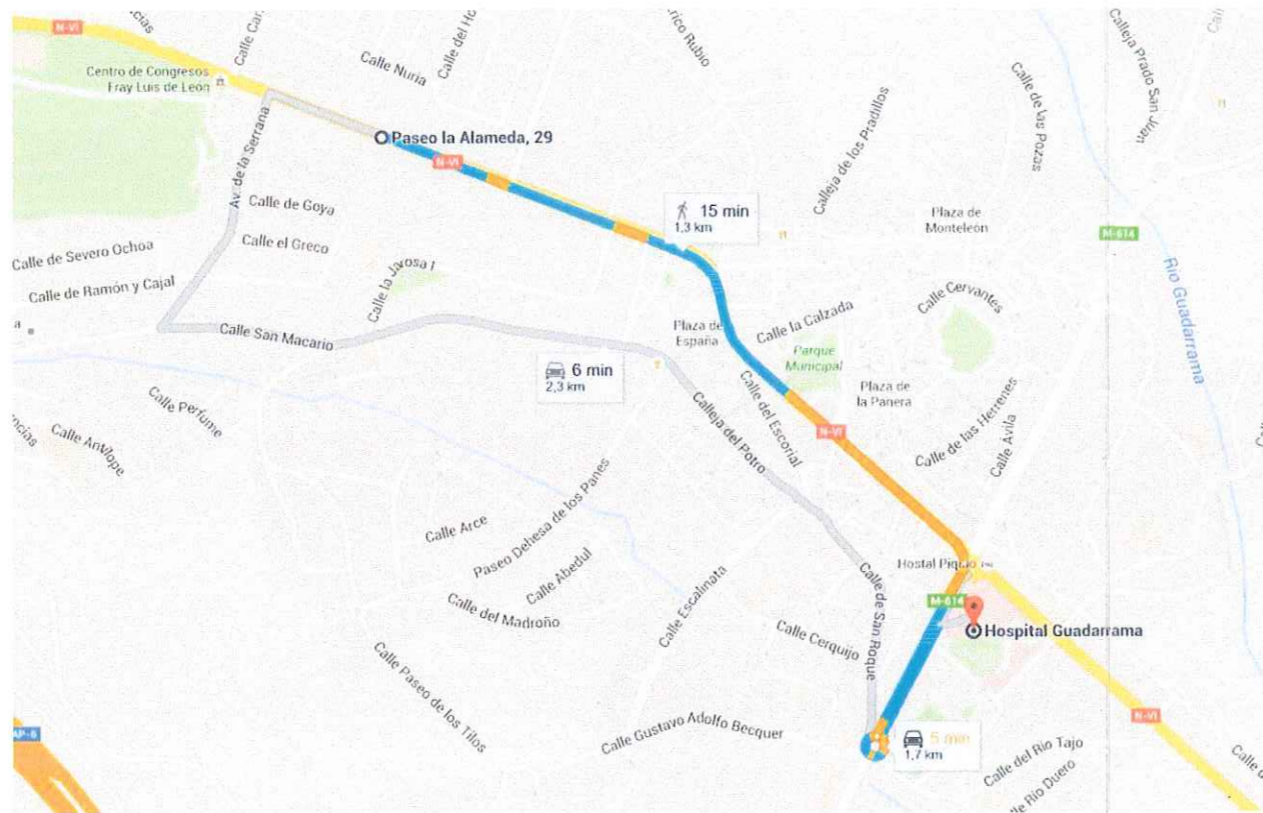 N-VI
Calle Nuria
Centro de Congresos
Fray Luis de León
Paseo la Alameda, 29
N-VI
Av. de la Serrana
Calle de Goya
Calle el Greco
Calle de Severo Ochoa
Calle de Ramón y Cajal
Calle la Jarosa I
Calle San Macario
15 min
1,3 km
Calleja de los Pradillos
Calle de las Pozas
Calleja Prado San Juan
Plaza de
Monteleón
M-614
Rio Guadarrama
Calle Cervantes
Plaza de
España
Calle la Calzada
Parque
Municipal
Plaza de
la Panera
6 min
2,3 km
Calle Perfume
Calle Antílope
Calleja del Potro
Calle del Escorial
N-VI
Calle de las Herrenes
Calle Ávila
Calle Arce
Paseo Dehesa de los Panes
Calle Abedul
Calle del Madroño
Calle Escalinata
Hostal Piquio
M-614
Hospital Guadarrama
Calle de San Roque
Calle Cerquijo
Calle Paseo de los Tilos
Calle Gustavo Adolfo Becquer
5 min
1,7 km
N-VI
Calle del Rio Tajo
Rio Duero
AP-6